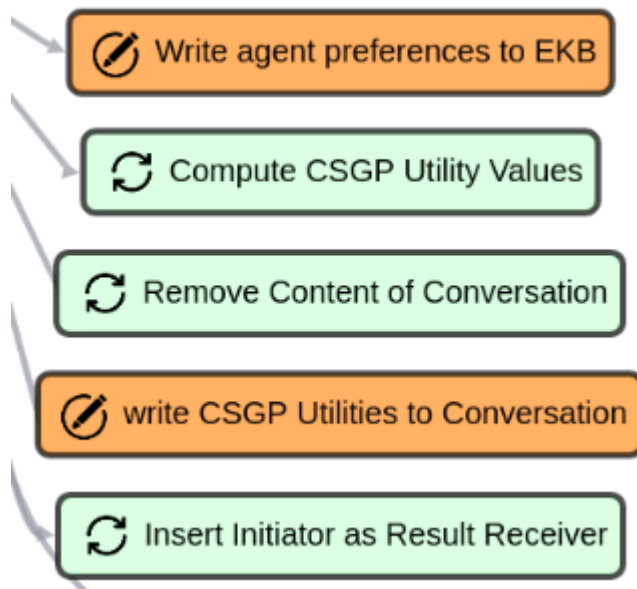 Write agent preferences to EKB
Compute CSGP Utility Values
Remove Content of Conversation
write CSGP Utilities to Conversation
Insert Initiator as Result Receiver